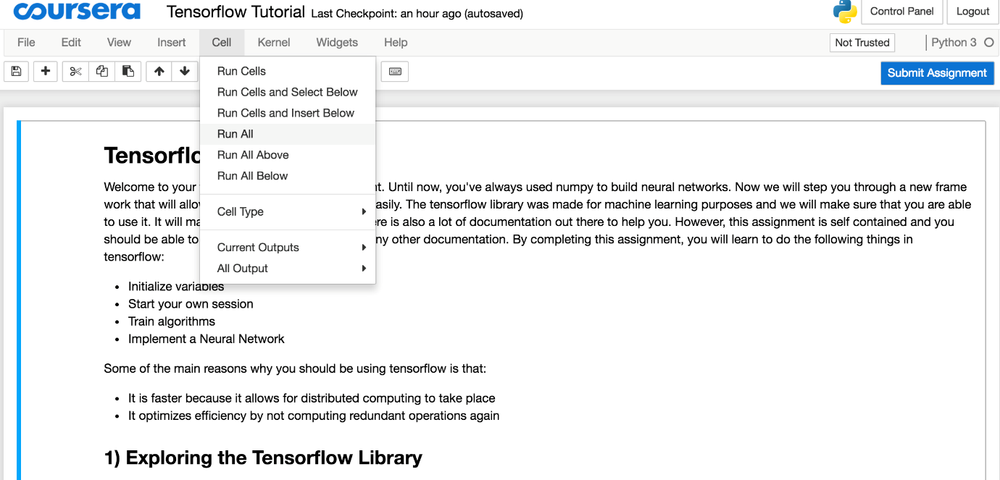 coursera Tensorflow Tutorial Last Checkpoint: an hour ago (autosaved) Control Panel Logout
File Edit View Insert Cell Kernel Widgets Help Not Trusted Python 3
Submit Assignment
Run Cells
Run Cells and Select Below
Run Cells and Insert Below
Run All
Run All Above
Run All Below
Cell Type
Current Outputs
All Output
Welcome to your t. Until now, you've always used numpy to build neural networks. Now we will step you through a new frame
work that will asily. The tensorflow library was made for machine learning purposes and we will make sure that you are able
to use it. It will re is also a lot of documentation out there to help you. However, this assignment is self contained and you
should be able to ny other documentation. By completing this assignment, you will learn to do the following things in
tensorflow:
• Initialize variables
• Start your own session
• Train algorithms
• Implement a Neural Network
Some of the main reasons why you should be using tensorflow is that:
• It is faster because it allows for distributed computing to take place
• It optimizes efficiency by not computing redundant operations again
1) Exploring the Tensorflow Library